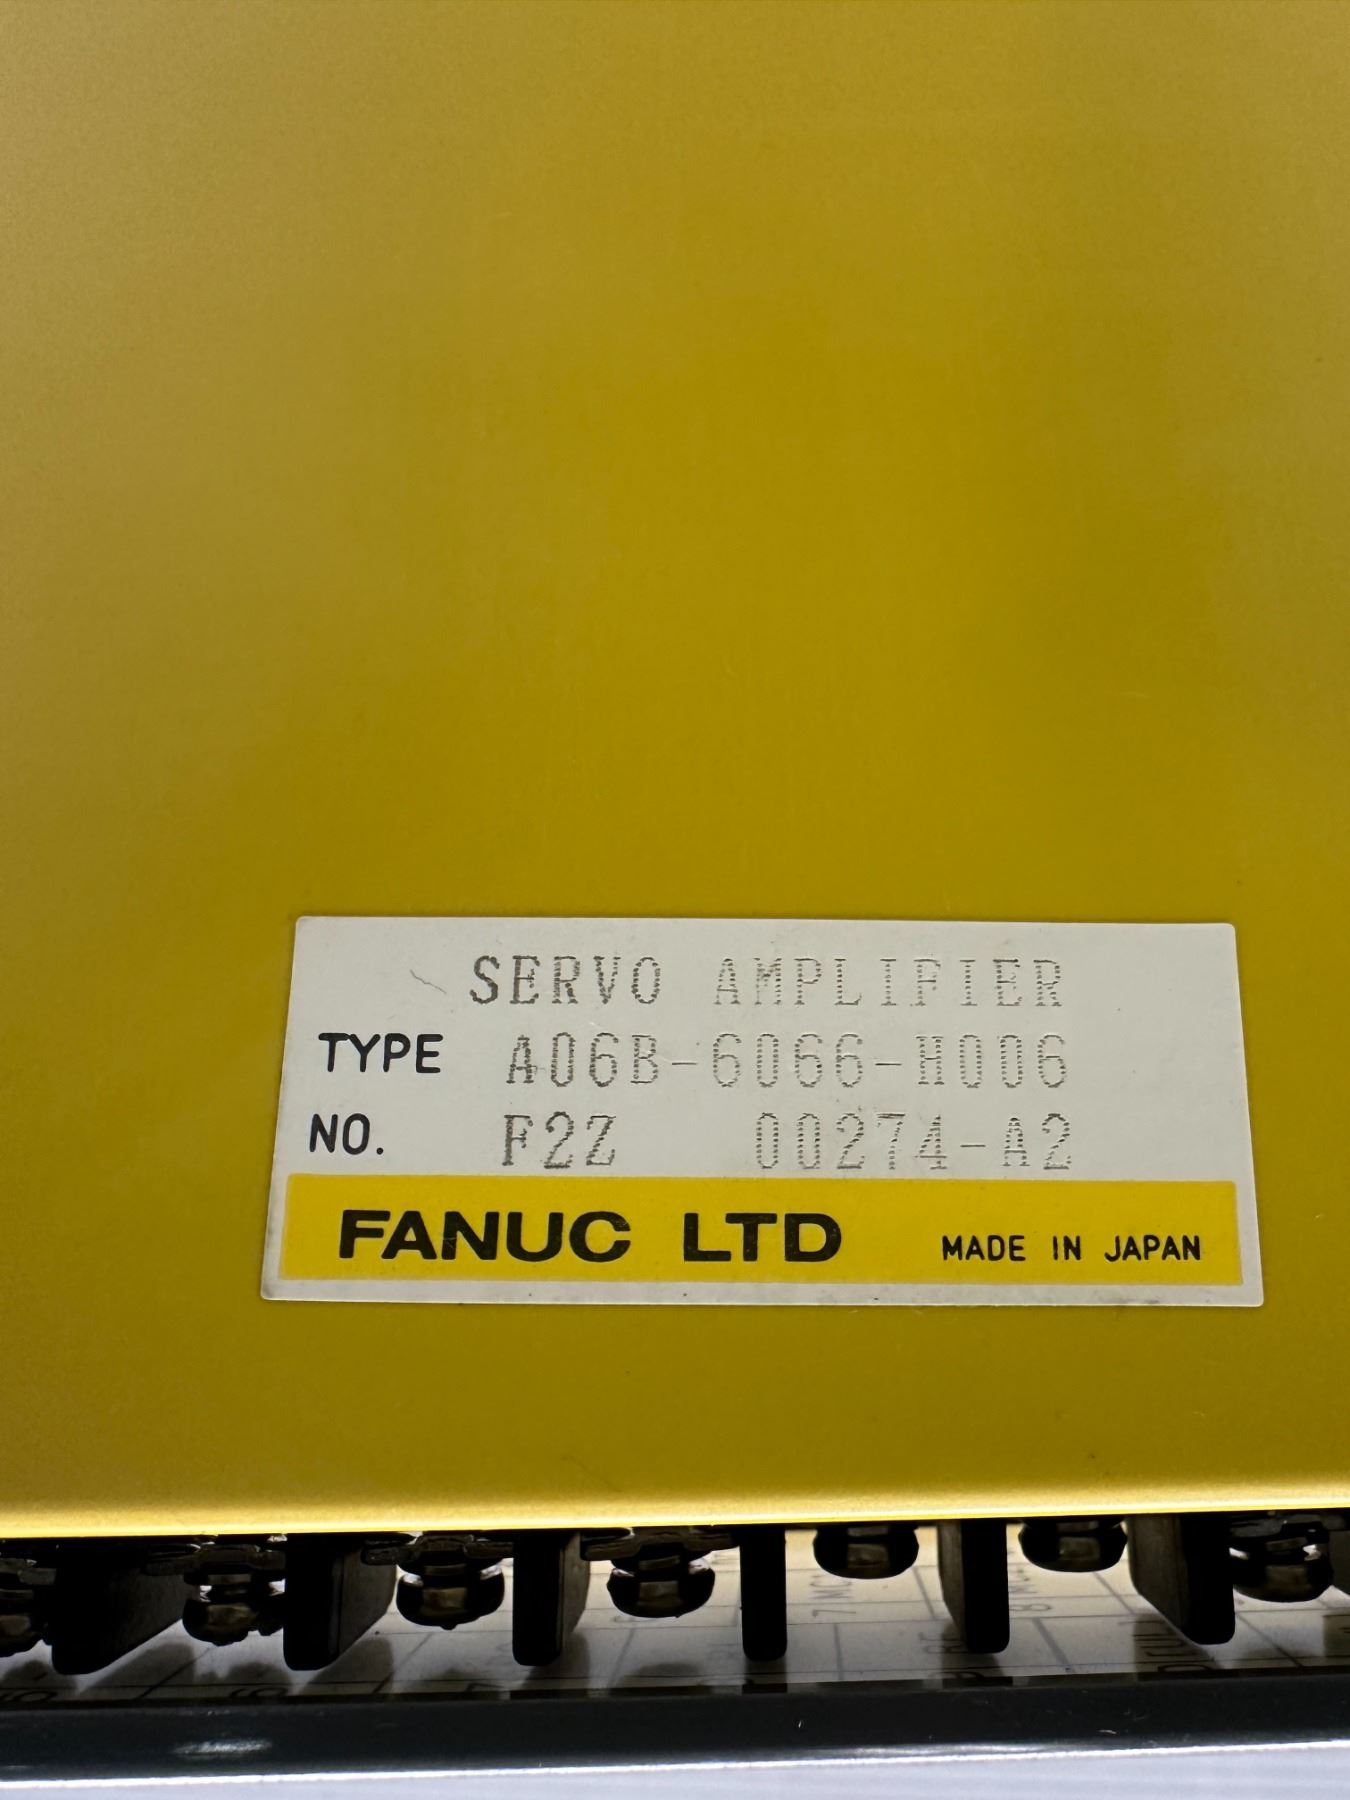 SERVO AMPLIFIER
TYPE A06B-6066-H006
NO. F2Z 00274-A2
FANUC LTD MADE IN JAPAN